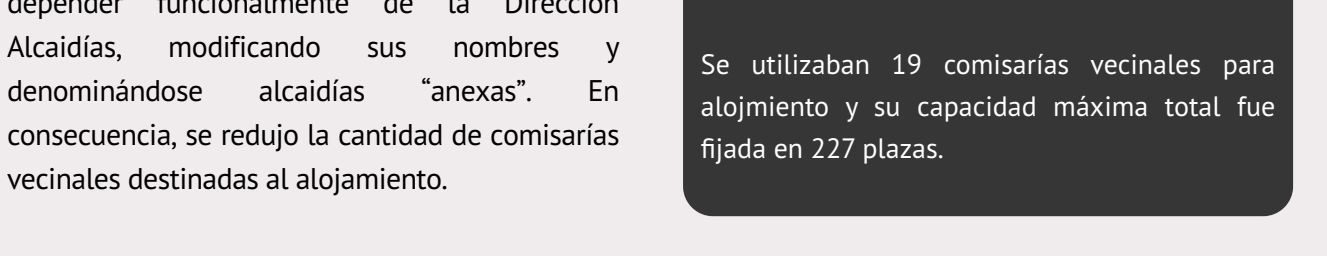 depender funcionalmente de la Dirección
Alcaidías, modificando sus nombres y
denominándose alcaidías “anexas”. En
consecuencia, se redujo la cantidad de comisarías
vecinales destinadas al alojamiento.
Se utilizaban 19 comisarías vecinales para
alojmiento y su capacidad máxima total fue
fijada en 227 plazas.